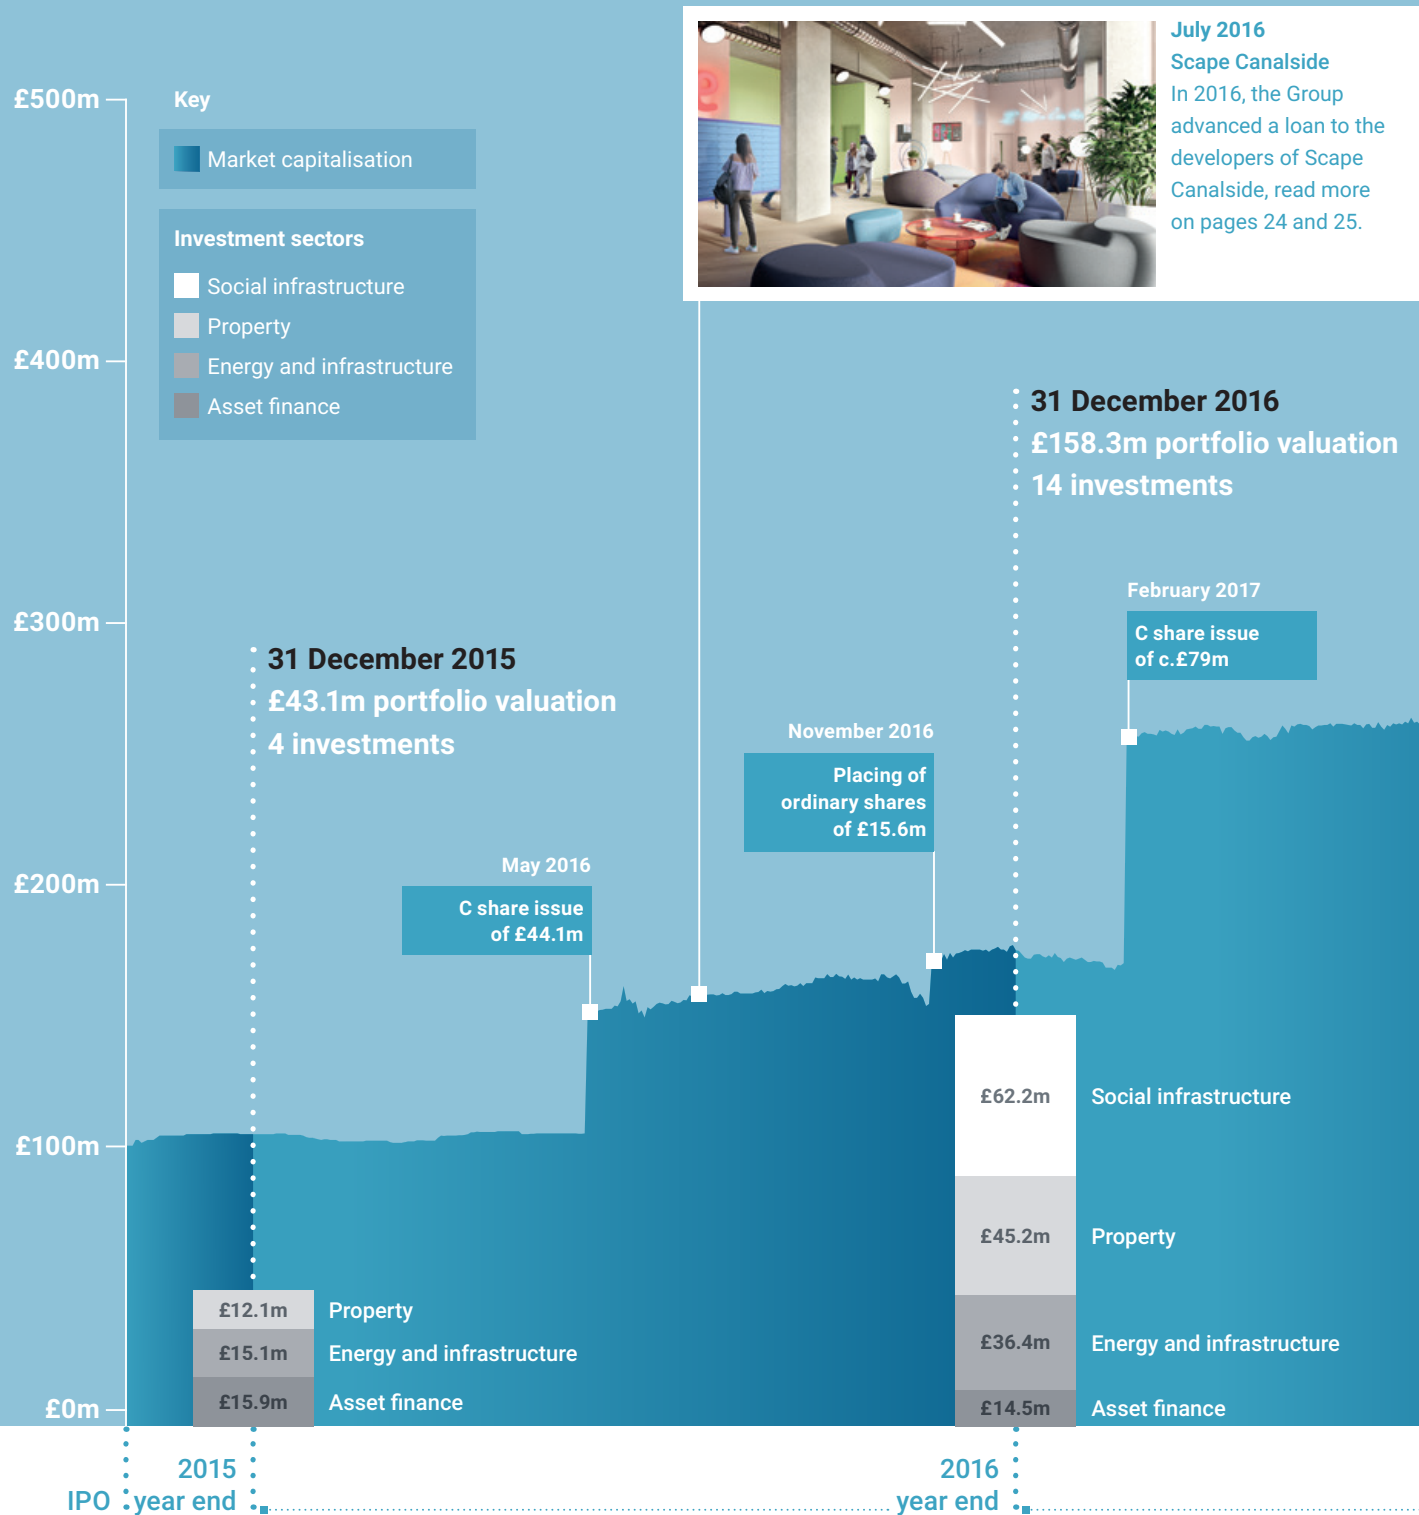 July 2016
Scape Canalside
In 2016, the Group
advanced a loan to the
developers of Scape
Canalside, read more
on pages 24 and 25.
£500m
£400m
£300m
£200m
£100m
£0m
Key
Market capitalisation
Investment sectors
Social infrastructure
Property
Energy and infrastructure
Asset finance
31 December 2015
£43.1m portfolio valuation
4 investments
May 2016
C share issue
of £44.1m
November 2016
Placing of
ordinary shares
of £15.6m
31 December 2016
£158.3m portfolio valuation
14 investments
February 2017
C share issue
of c.£79m
£12.1m Property
£15.1m Energy and infrastructure
£15.9m Asset finance
£62.2m Social infrastructure
£45.2m Property
£36.4m Energy and infrastructure
£14.5m Asset finance
IPO
2015
year end
2016
year end